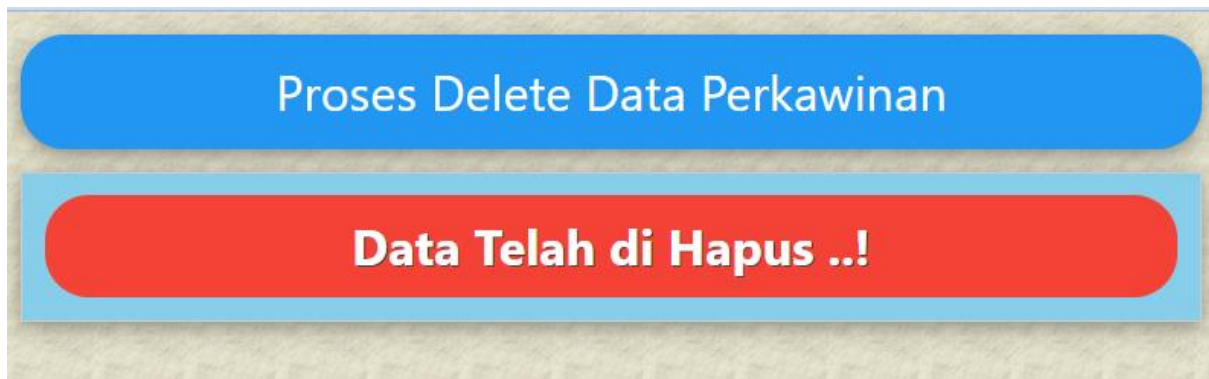 Proses Delete Data Perkawinan
Data Telah di Hapus ..!